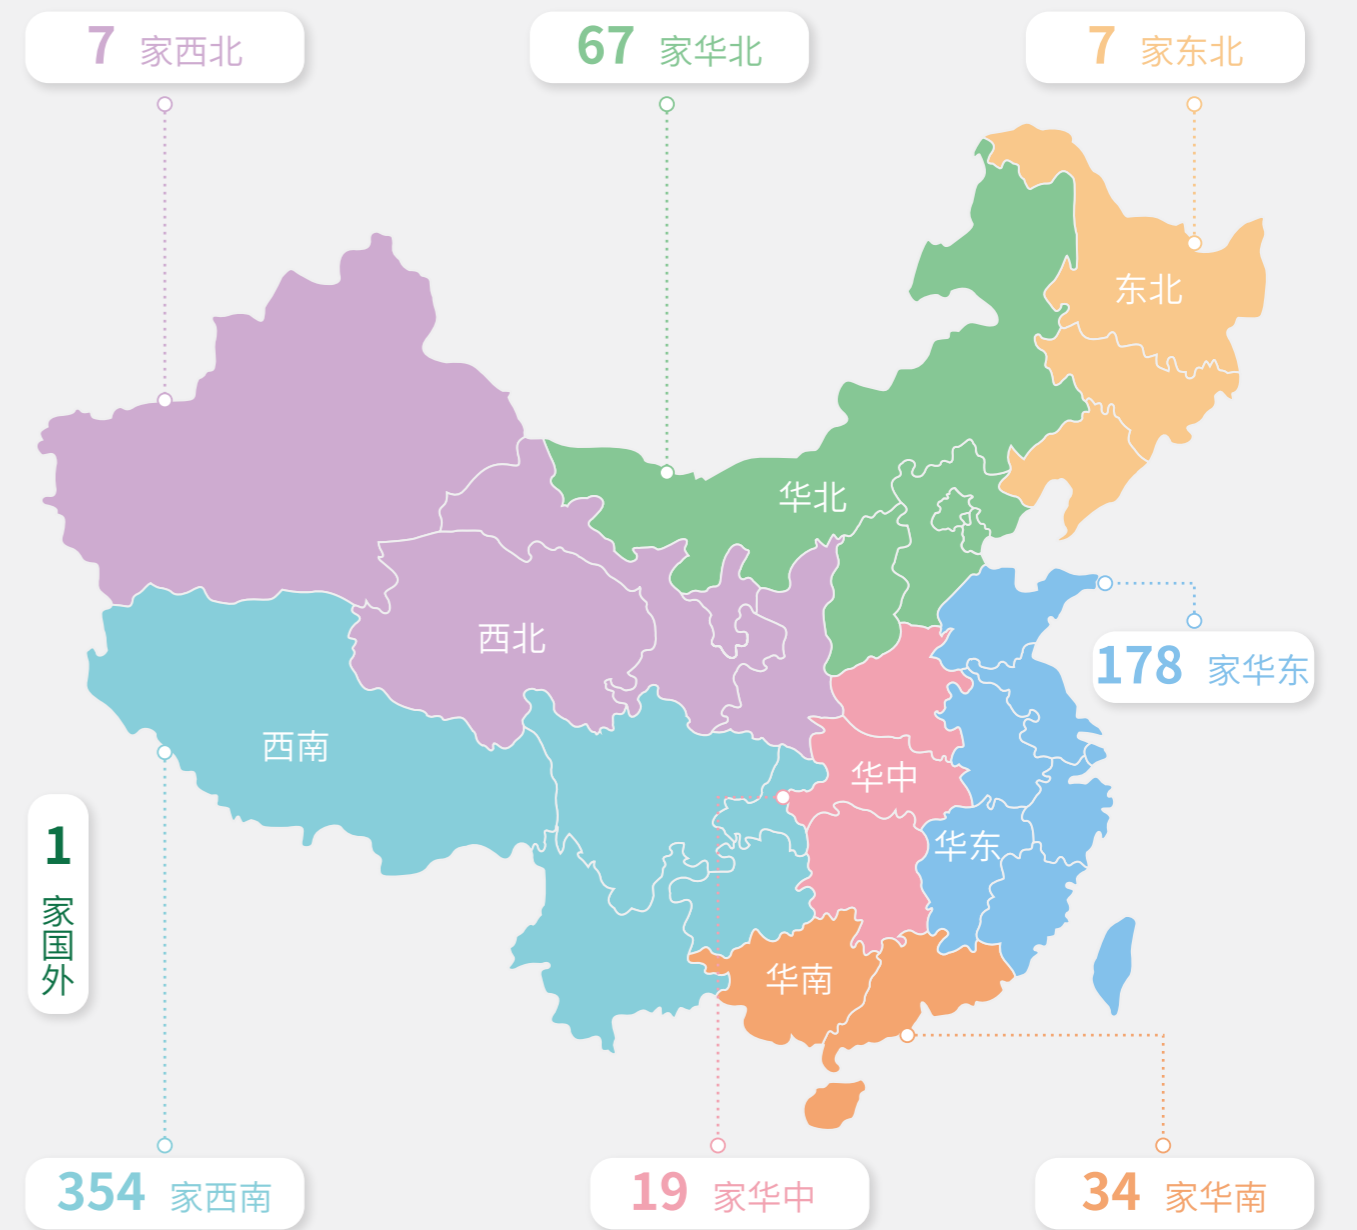 7 家西北
67 家华北
7 家东北
东北
华北
西北
178 家华东
西南
华中
1
家国外
华东
华南
354 家西南
19 家华中
34 家华南